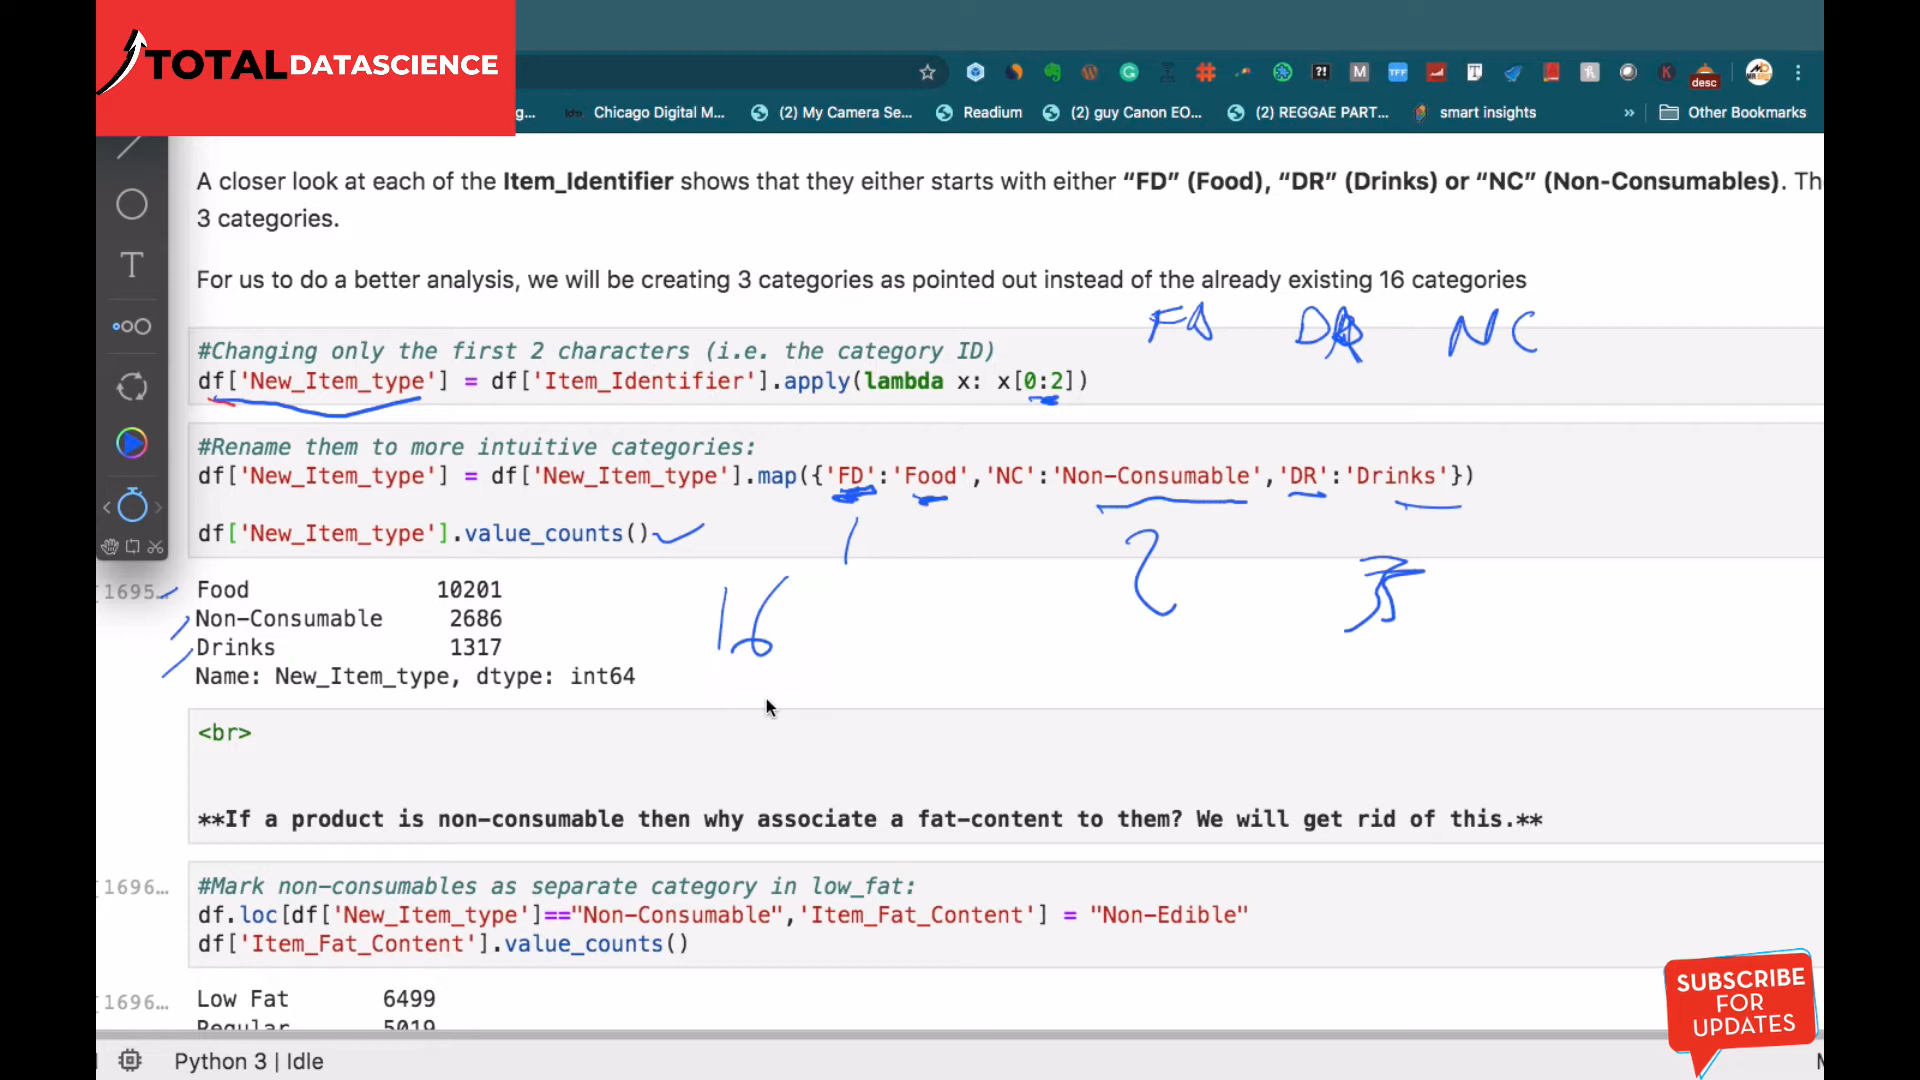 TOTALDATASCIENCE
g... Chicago Digital M... (2) My Camera Se... Readium (2) guy Canon EO... (2) REGGAE PART... smart insights » Other Bookmarks
desc
A closer look at each of the Item_Identifier shows that they either starts with either “FD” (Food), “DR” (Drinks) or “NC” (Non-Consumables). Th
3 categories.
For us to do a better analysis, we will be creating 3 categories as pointed out instead of the already existing 16 categories
FD DR NC
#Changing only the first 2 characters (i.e. the category ID)
df['New_Item_type'] = df['Item_Identifier'].apply(lambda x: x[0:2])
#Rename them to more intuitive categories:
df['New_Item_type'] = df['New_Item_type'].map({'FD':'Food','NC':'Non-Consumable','DR':'Drinks'})
df['New_Item_type'].value_counts()
1 2 3
16
[1695...
Food 10201
Non-Consumable 2686
Drinks 1317
Name: New_Item_type, dtype: int64
<br>
**If a product is non-consumable then why associate a fat-content to them? We will get rid of this.**
[1696...
#Mark non-consumables as separate category in low_fat:
df.loc[df['New_Item_type']=="Non-Consumable",'Item_Fat_Content'] = "Non-Edible"
df['Item_Fat_Content'].value_counts()
[1696...
Low Fat 6499
Regular 5019
Python 3 | Idle
SUBSCRIBE
FOR
UPDATES